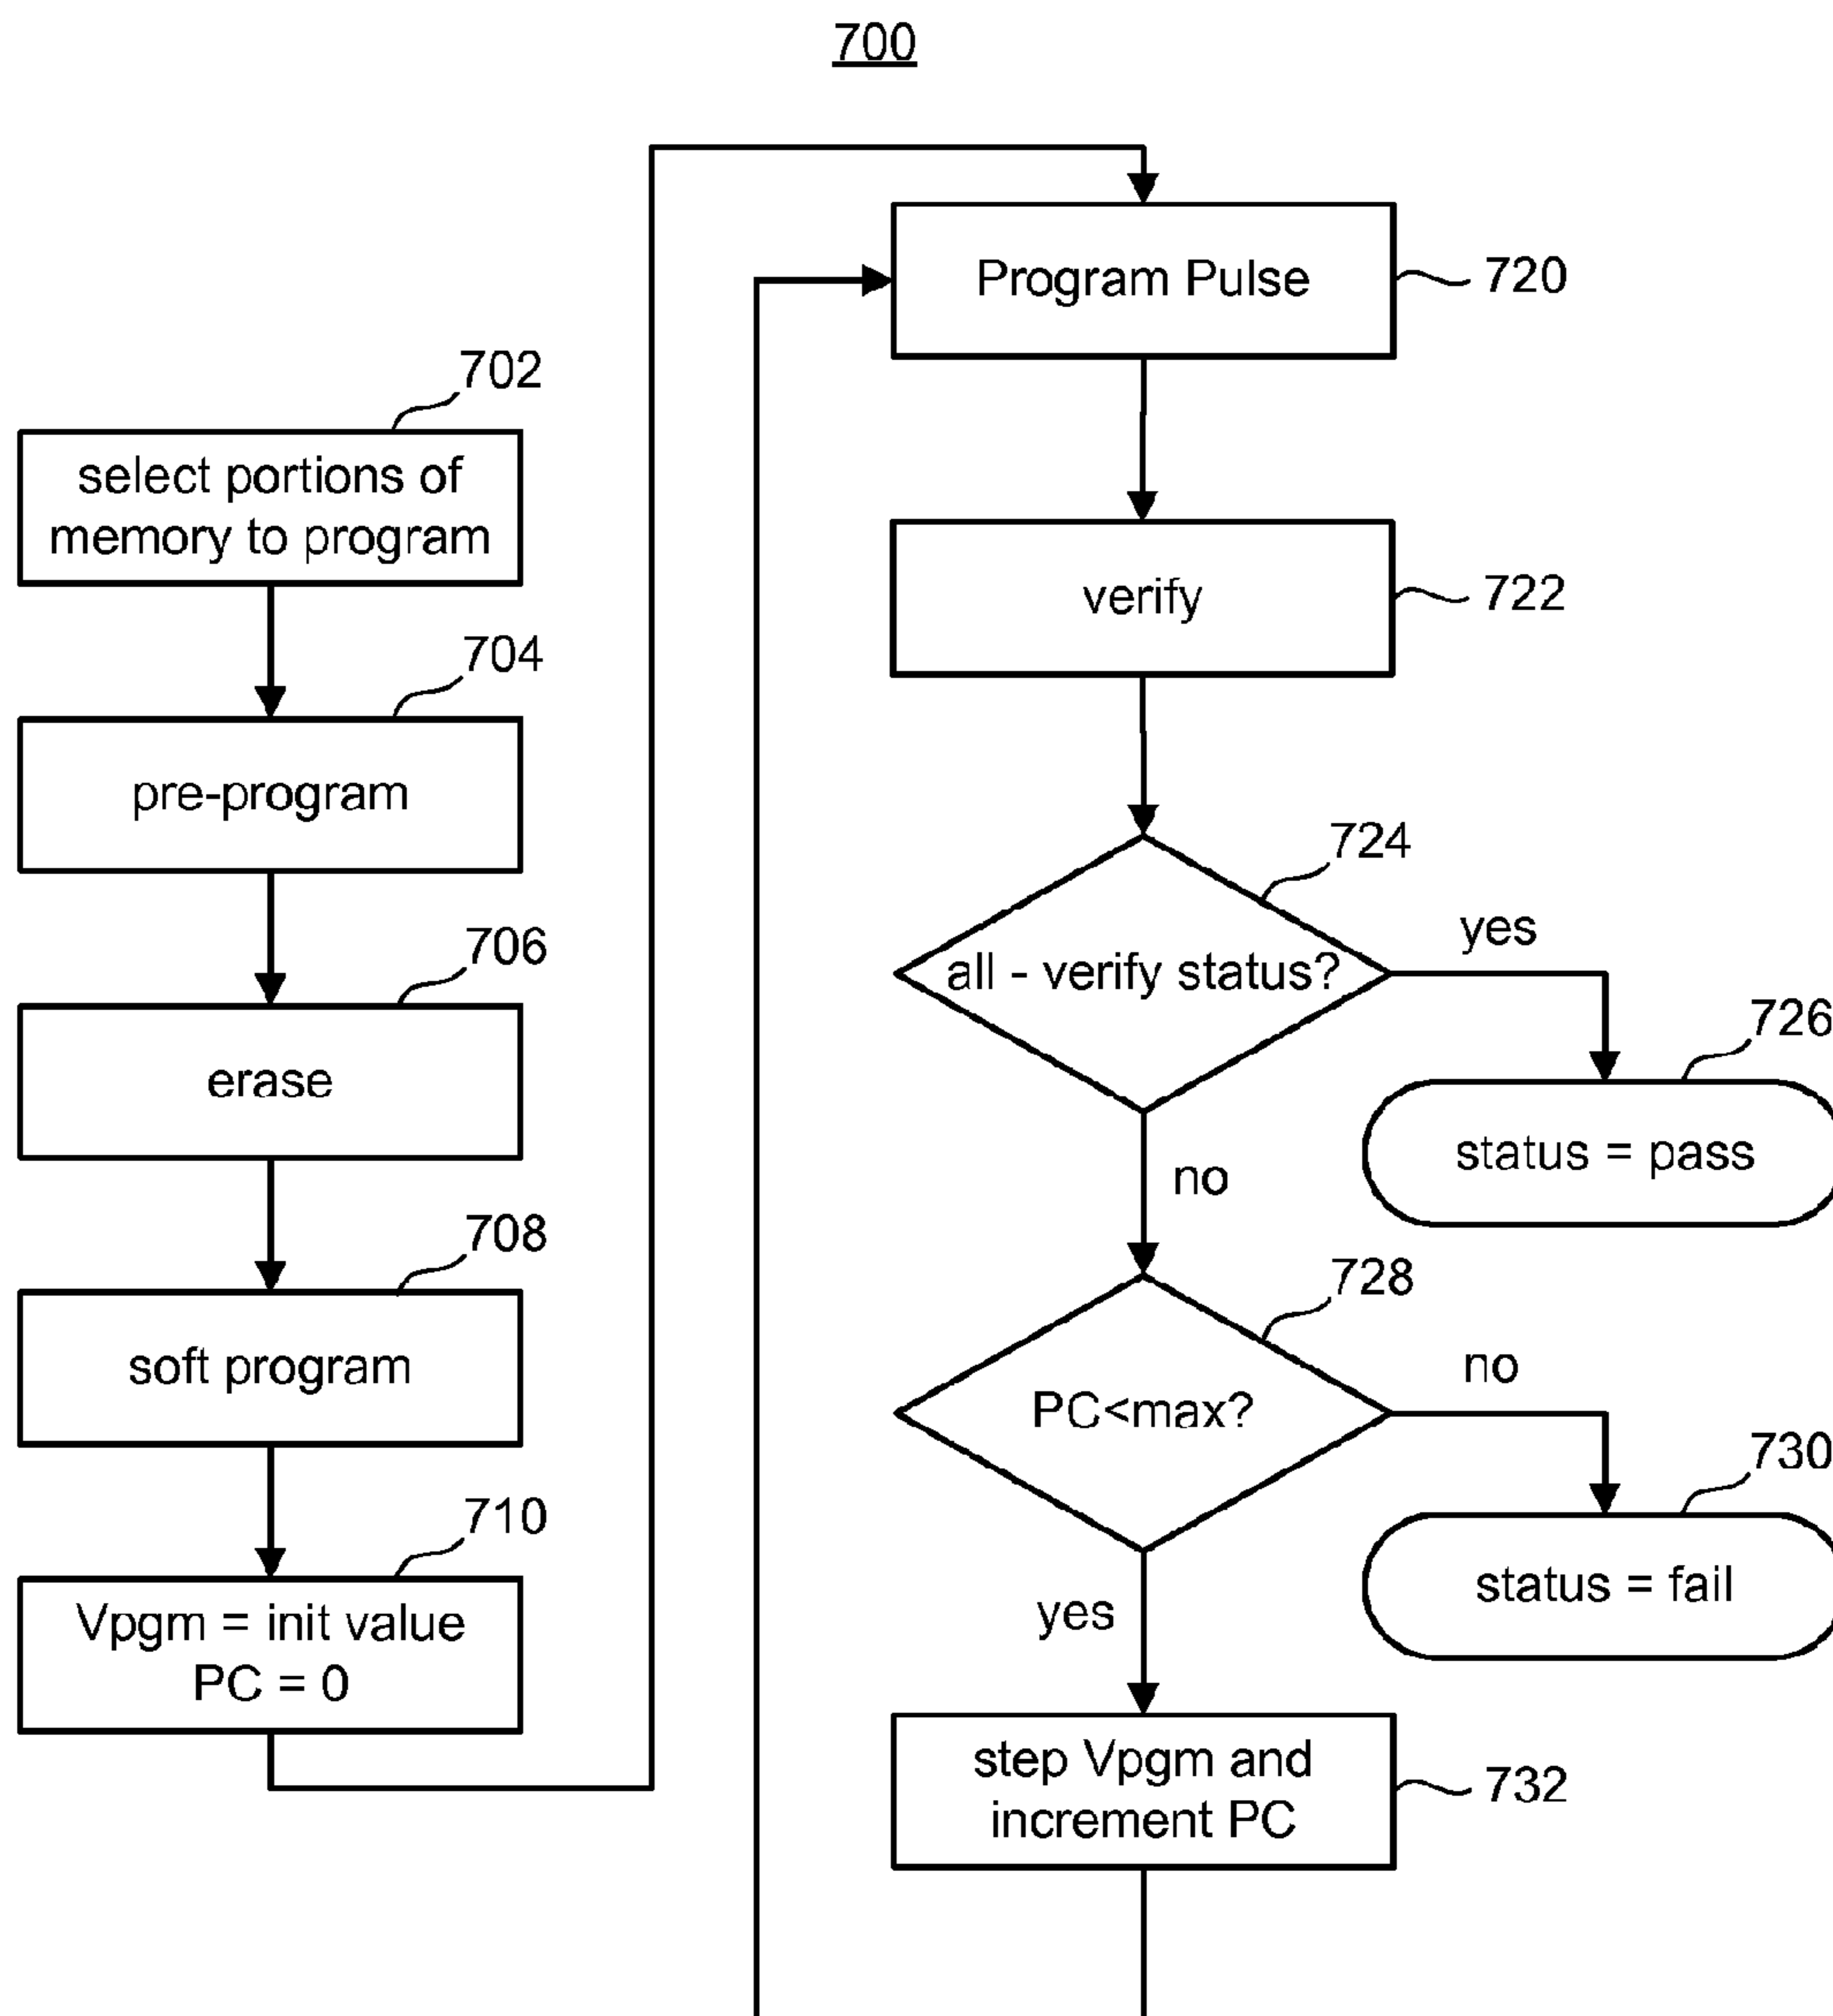 700
702
select portions of
memory to program
704
pre-program
706
erase
708
soft program
710
Vpgm = init value
PC = 0
Program Pulse
720
verify
722
724
all - verify status?
yes
726
status = pass
no
728
PC<max?
no
730
status = fail
yes
step Vpgm and
increment PC
732